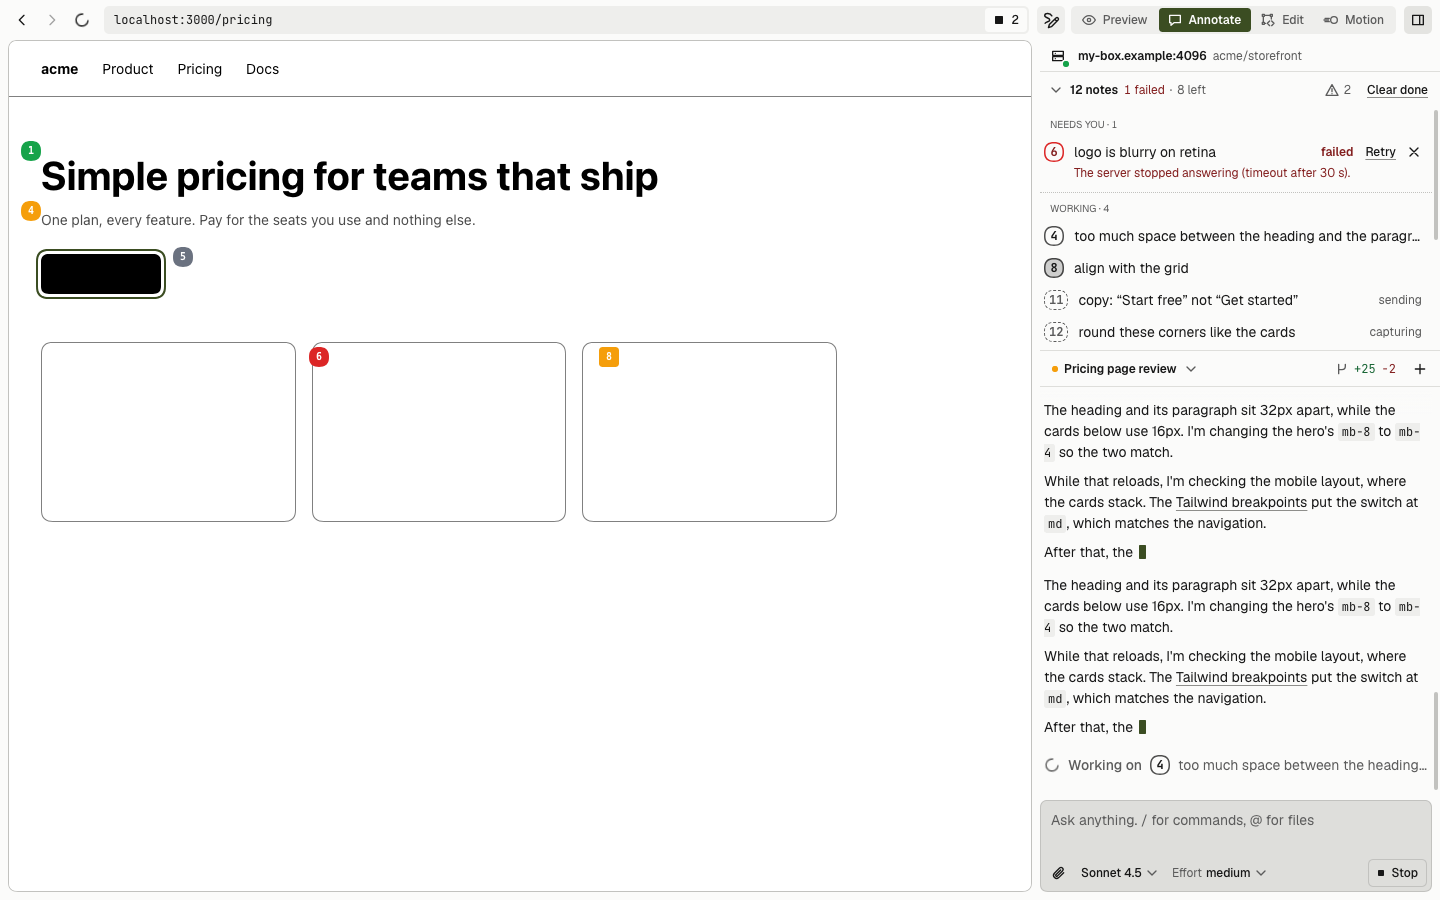 localhost:3000/pricing
2
Preview
Annotate
Edit
Motion
acme Product Pricing Docs
1
Simple pricing for teams that ship
4
One plan, every feature. Pay for the seats you use and nothing else.
5
6
8
my-box.example:4096 acme/storefront
12 notes 1 failed · 8 left 2 Clear done
NEEDS YOU · 1
6 logo is blurry on retina failed Retry
The server stopped answering (timeout after 30 s).
WORKING · 4
4 too much space between the heading and the paragr…
8 align with the grid
11 copy: “Start free” not “Get started” sending
12 round these corners like the cards capturing
Pricing page review +25 -2
The heading and its paragraph sit 32px apart, while the
cards below use 16px. I'm changing the hero's mb-8 to mb-
4 so the two match.
While that reloads, I'm checking the mobile layout, where
the cards stack. The Tailwind breakpoints put the switch at
md, which matches the navigation.
After that, the
The heading and its paragraph sit 32px apart, while the
cards below use 16px. I'm changing the hero's mb-8 to mb-
4 so the two match.
While that reloads, I'm checking the mobile layout, where
the cards stack. The Tailwind breakpoints put the switch at
md, which matches the navigation.
After that, the
Working on 4 too much space between the heading…
Ask anything. / for commands, @ for files
Sonnet 4.5 Effort medium Stop